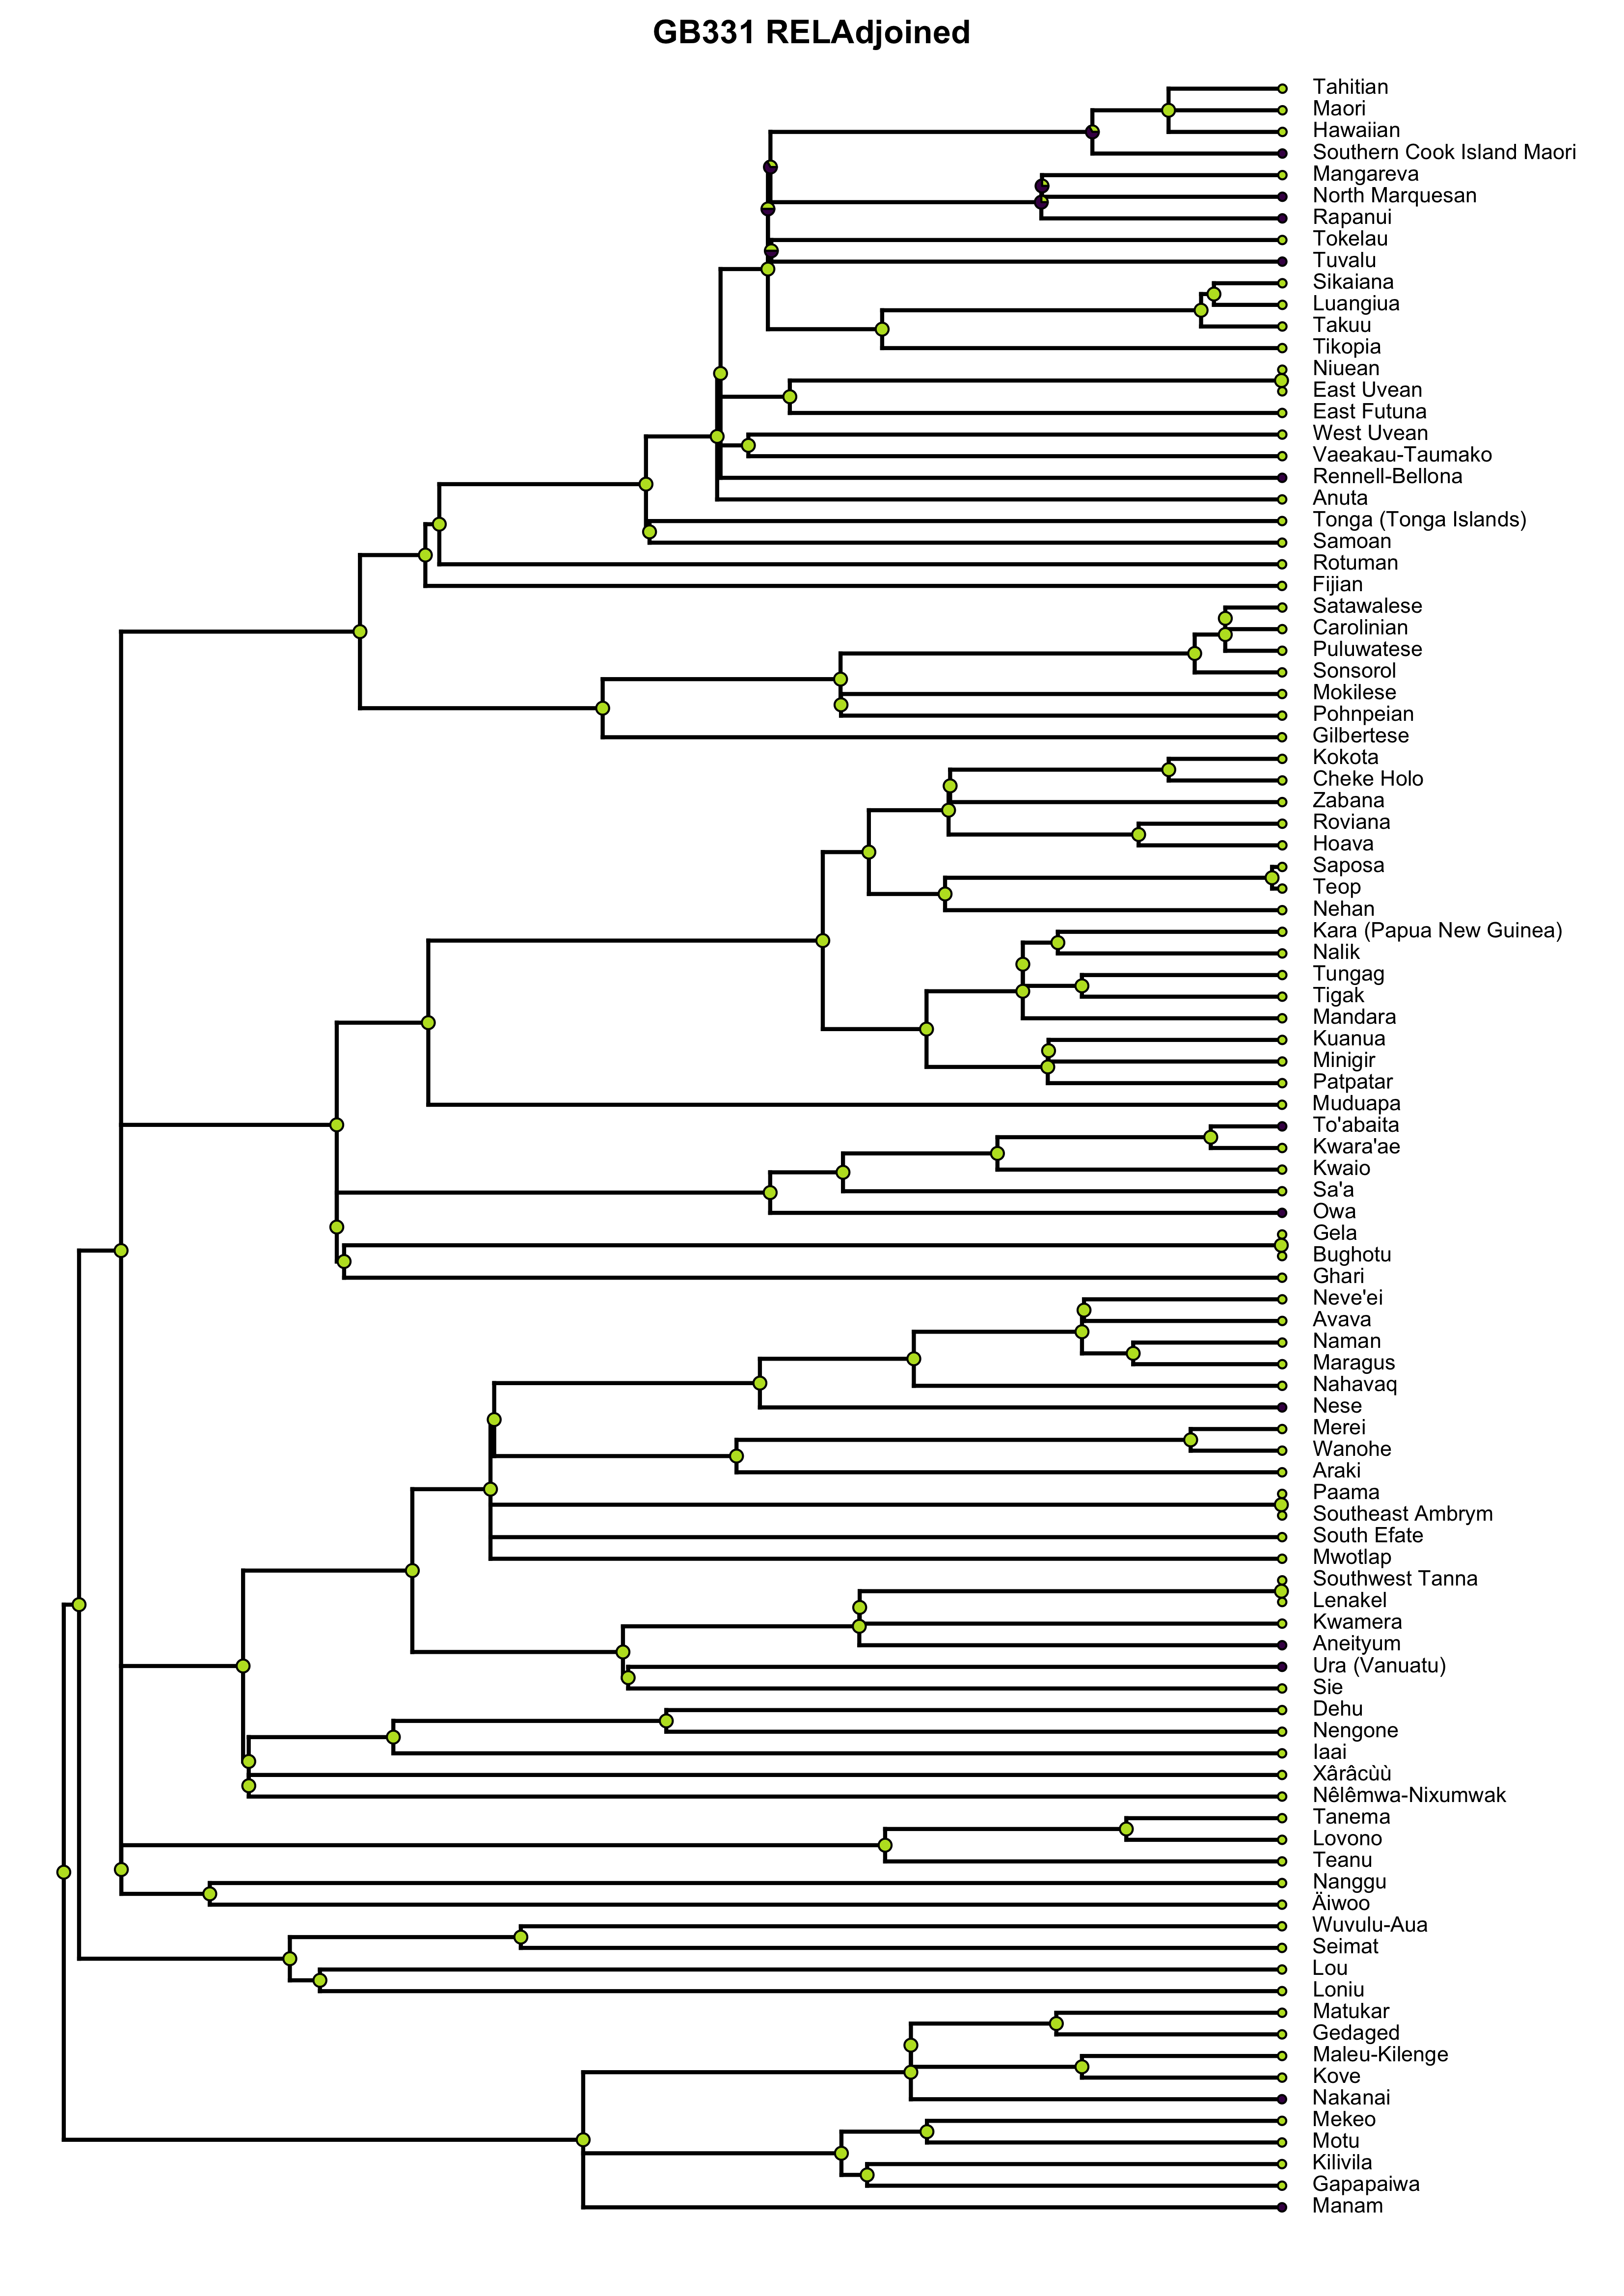 GB331 RELAdjoined
Tahitian
Maori
Hawaiian
Southern Cook Island Maori
Mangareva
North Marquesan
Rapanui
Tokelau
Tuvalu
Sikaiana
Luangiua
Takuu
Tikopia
Niuean
East Uvean
East Futuna
West Uvean
Vaeakau-Taumako
Rennell-Bellona
Anuta
Tonga (Tonga Islands)
Samoan
Rotuman
Fijian
Satawalese
Carolinian
Puluwatese
Sonsorol
Mokilese
Pohnpeian
Gilbertese
Kokota
Cheke Holo
Zabana
Roviana
Hoava
Saposa
Teop
Nehan
Kara (Papua New Guinea)
Nalik
Tungag
Tigak
Mandara
Kuanua
Minigir
Patpatar
Muduapa
To'abaita
Kwara'ae
Kwaio
Sa'a
Owa
Gela
Bughotu
Ghari
Neve'ei
Avava
Naman
Maragus
Nahavaq
Nese
Merei
Wanohe
Araki
Paama
Southeast Ambrym
South Efate
Mwotlap
Southwest Tanna
Lenakel
Kwamera
Aneityum
Ura (Vanuatu)
Sie
Dehu
Nengone
Iaai
Xârâcùù
Nêlêmwa-Nixumwak
Tanema
Lovono
Teanu
Nanggu
Äiwoo
Wuvulu-Aua
Seimat
Lou
Loniu
Matukar
Gedaged
Maleu-Kilenge
Kove
Nakanai
Mekeo
Motu
Kilivila
Gapapaiwa
Manam